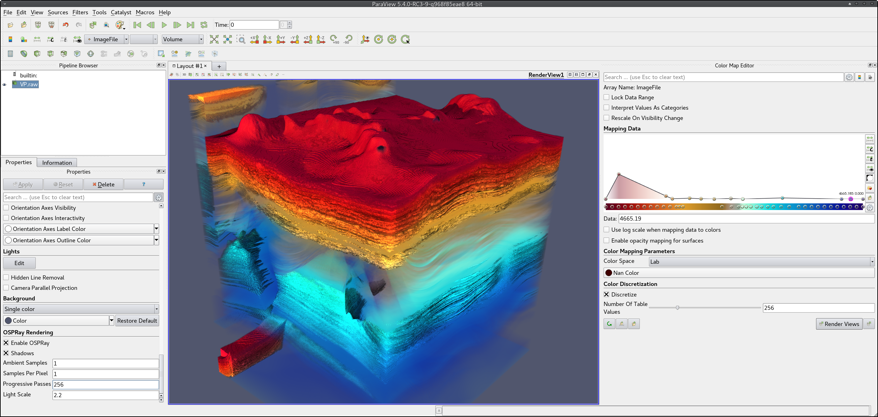 ParaView 5.4.0-RC3-9-g968f85eae8 64-bit
File Edit View Sources Filters Tools Catalyst Macros Help
Time: 0
ImageFile Volume
Pipeline Browser
builtin:
VP.raw
Properties Information
Properties
Apply Reset Delete ?
Search ... (use Esc to clear text)
Orientation Axes Visibility
Orientation Axes Interactivity
Orientation Axes Label Color
Orientation Axes Outline Color
Lights
Edit
Hidden Line Removal
Camera Parallel Projection
Background
Single color
Color Restore Default
OSPRay Rendering
Enable OSPRay
Shadows
Ambient Samples 1
Samples Per Pixel 1
Progressive Passes 256
Light Scale 2.2
Layout #1 +
RenderView1
Color Map Editor
Search ... (use Esc to clear text)
Array Name: ImageFile
Lock Data Range
Interpret Values As Categories
Rescale On Visibility Change
Mapping Data
Data: 4665.19
Use log scale when mapping data to colors
Enable opacity mapping for surfaces
Color Mapping Parameters
Color Space Lab
Nan Color
Color Discretization
Discretize
Number Of Table Values 256
Render Views